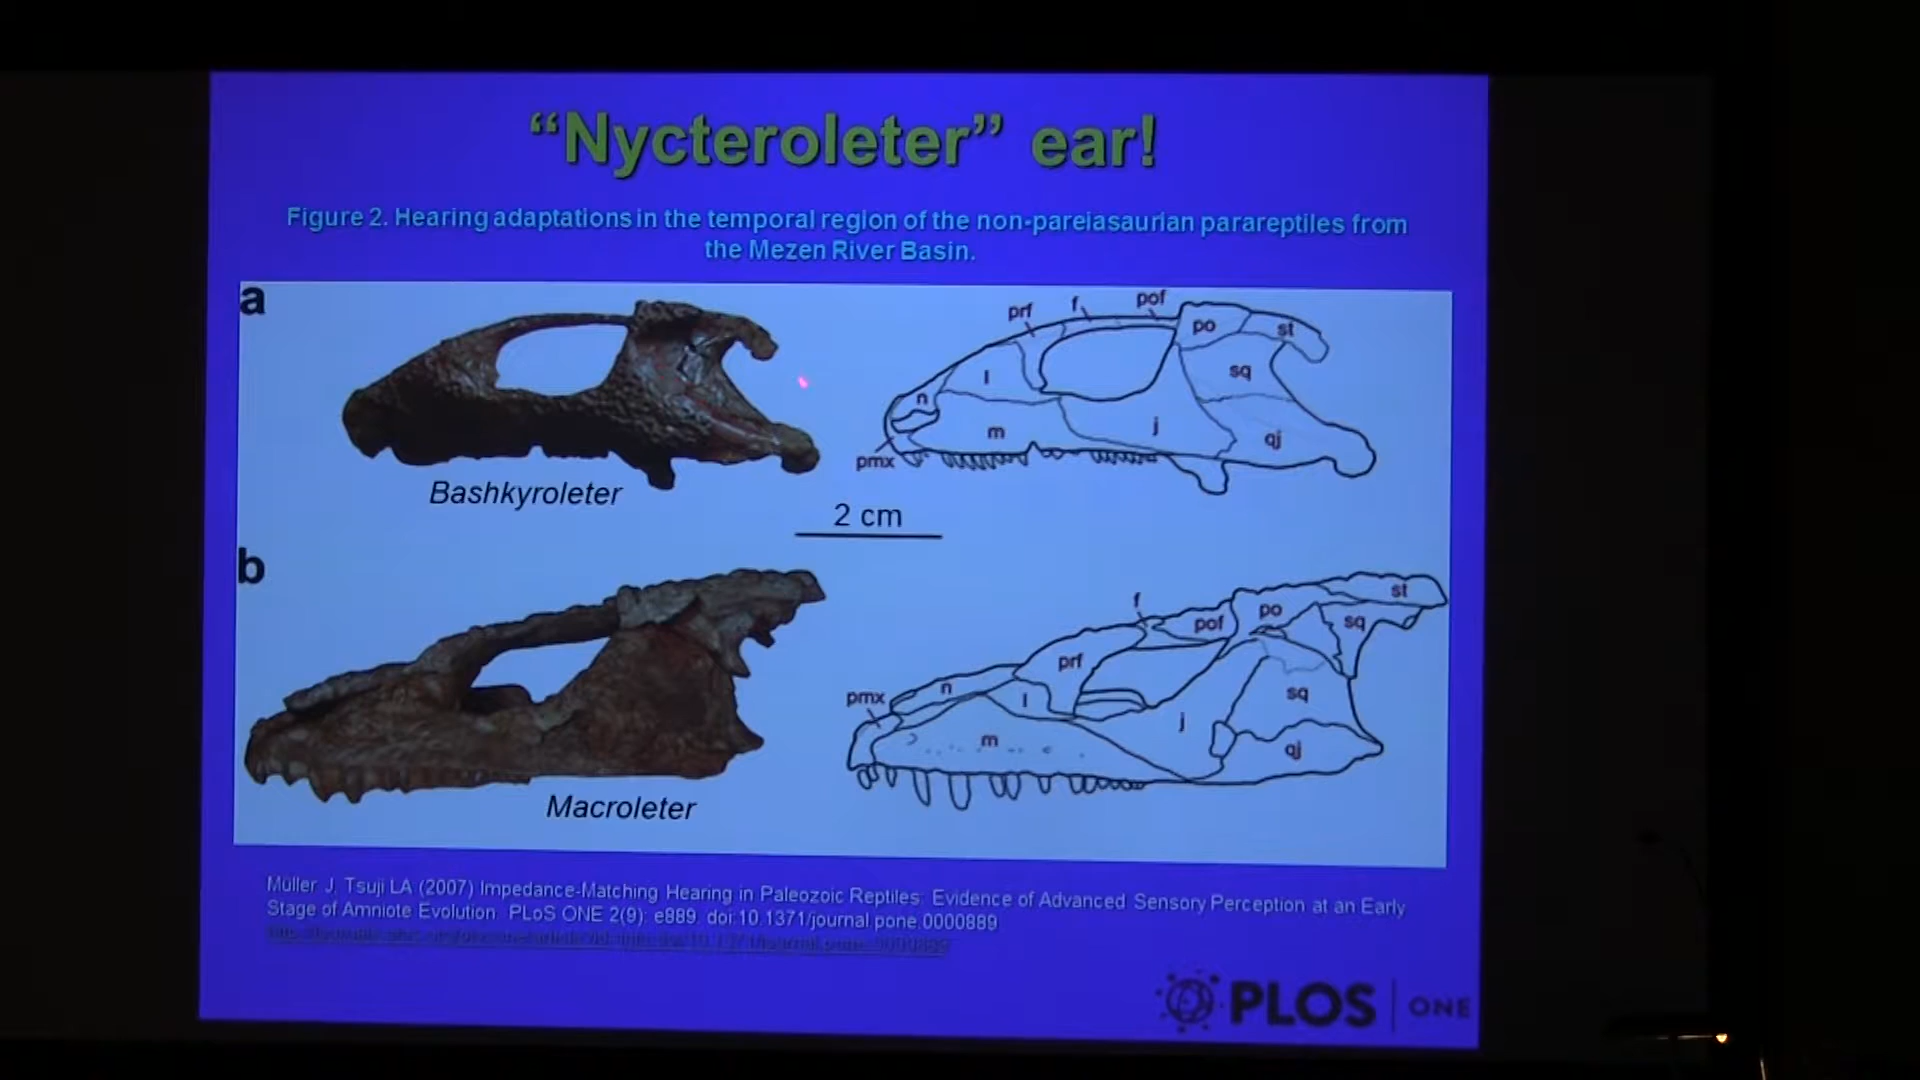 “Nycteroleter” ear!
Figure 2. Hearing adaptations in the temporal region of the non-pareiasaurian parareptiles from
the Mezen River Basin.
a
prf f pof
po st
l sq
n
m j qj
pmx
Bashkyroleter
2 cm
b
f st
pof po sq
prf
pmx n l sq
m j qj
Macroleter
Müller J, Tsuji LA (2007) Impedance-Matching Hearing in Paleozoic Reptiles: Evidence of Advanced Sensory Perception at an Early
Stage of Amniote Evolution. PLoS ONE 2(9): e889. doi:10.1371/journal.pone.0000889
PLOS | ONE